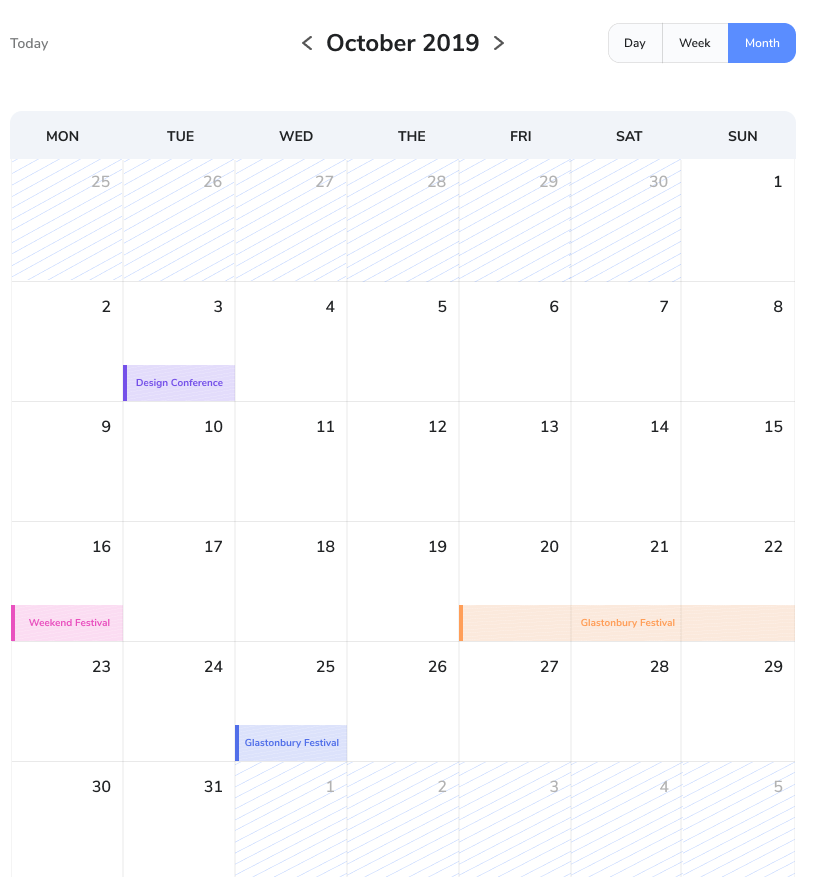 Today < October 2019 > Day Week Month
MON TUE WED THE FRI SAT SUN
25 26 27 28 29 30 1
2 3 4 5 6 7 8
Design Conference
9 10 11 12 13 14 15
16 17 18 19 20 21 22
Weekend Festival Glastonbury Festival
23 24 25 26 27 28 29
Glastonbury Festival
30 31 1 2 3 4 5